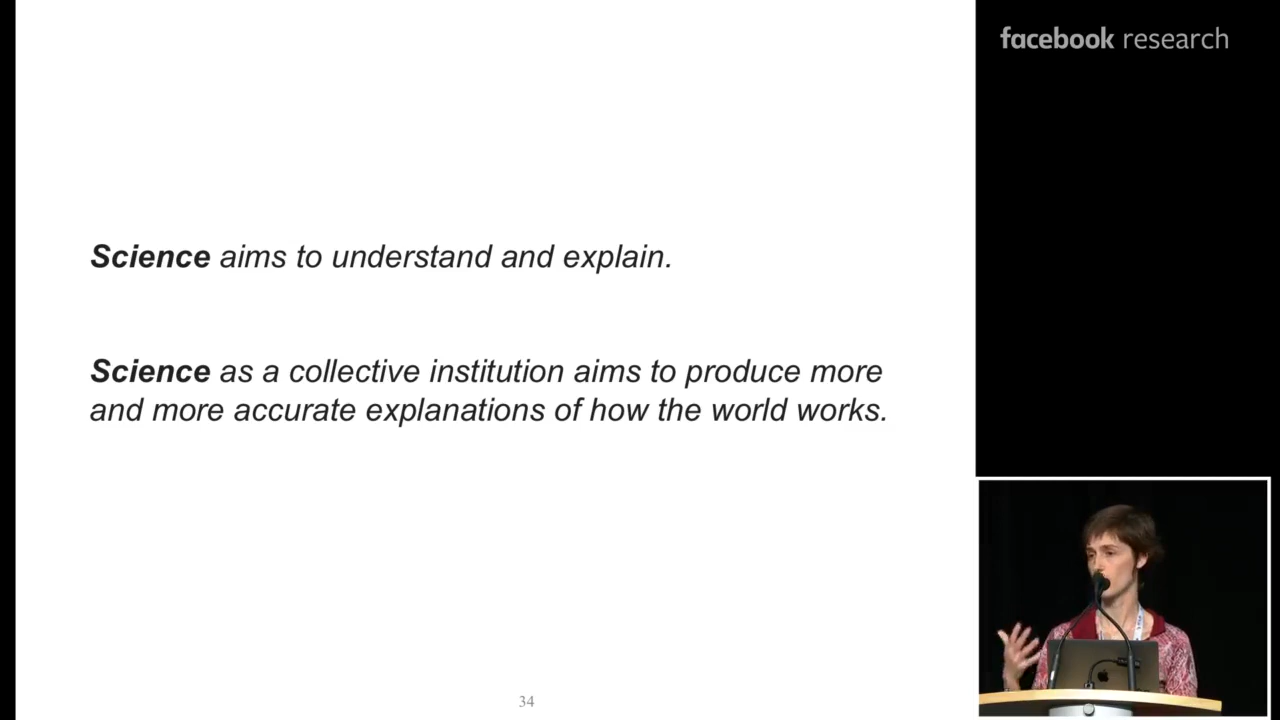 facebook research
Science aims to understand and explain.
Science as a collective institution aims to produce more
and more accurate explanations of how the world works.
34